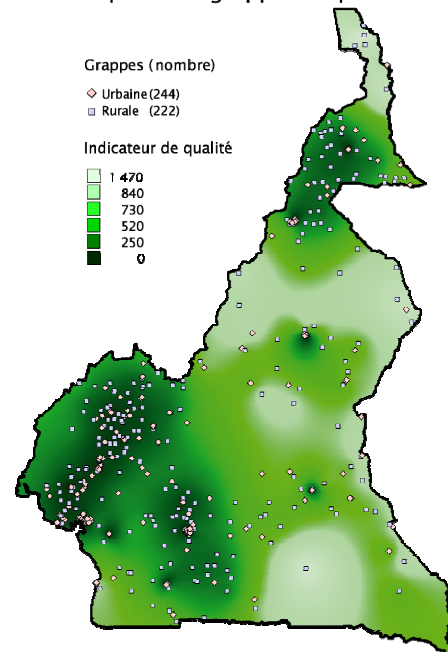 Grappes (nombre)
Urbaine (244)
Rurale (222)
Indicateur de qualité
1 470
840
730
520
250
0